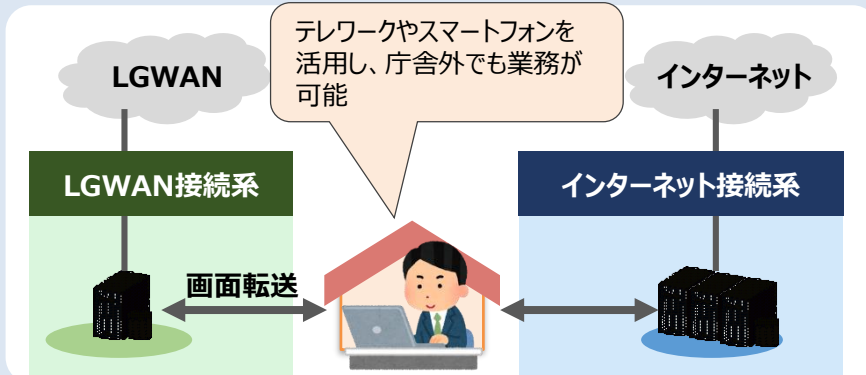 テレワークやスマートフォンを
活用し、庁舎外でも業務が
可能
LGWAN
インターネット
LGWAN接続系
インターネット接続系
画面転送